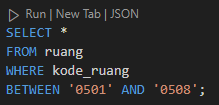 Run | New Tab | JSON
SELECT *
FROM ruang
WHERE kode_ruang
BETWEEN '0501' AND '0508';